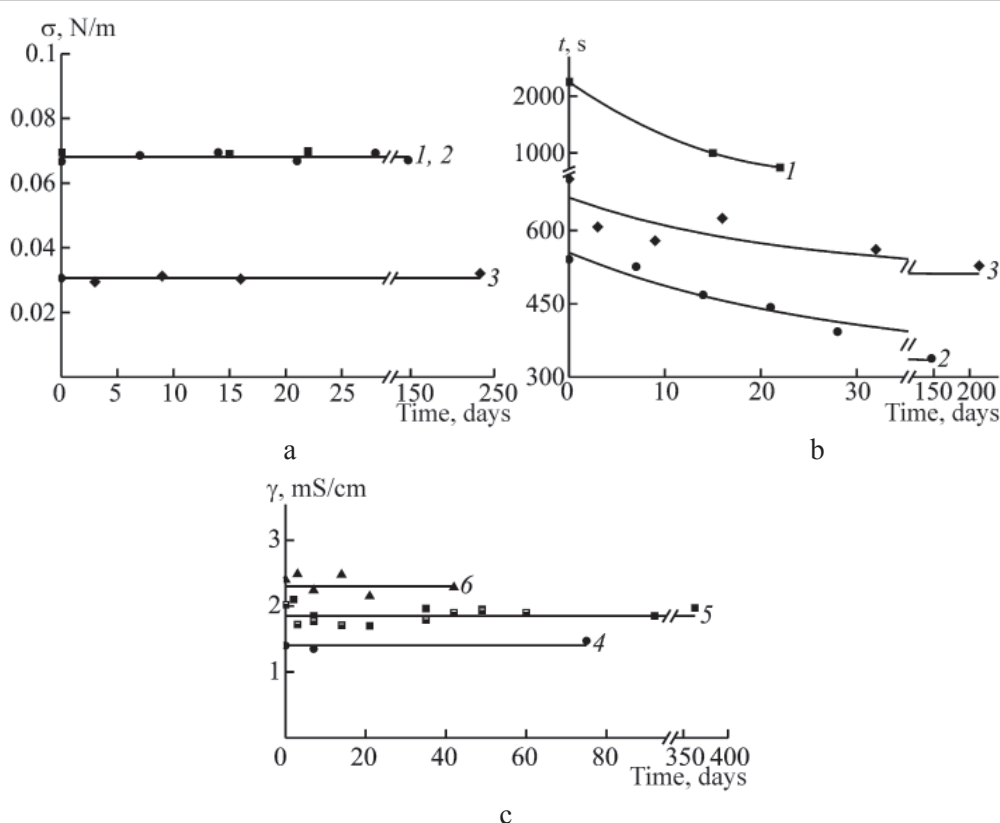 σ, N/m
0.1
0.08
0.06
0.04
0.02
1, 2
3
0 5 10 15 20 25 150 250
Time, days
a
t, s
2000
1000
600
450
300
1
3
2
0 10 20 30 150 200
Time, days
b
γ, mS/cm
3
2
1
6
5
4
0 20 40 60 80 350 400
Time, days
c